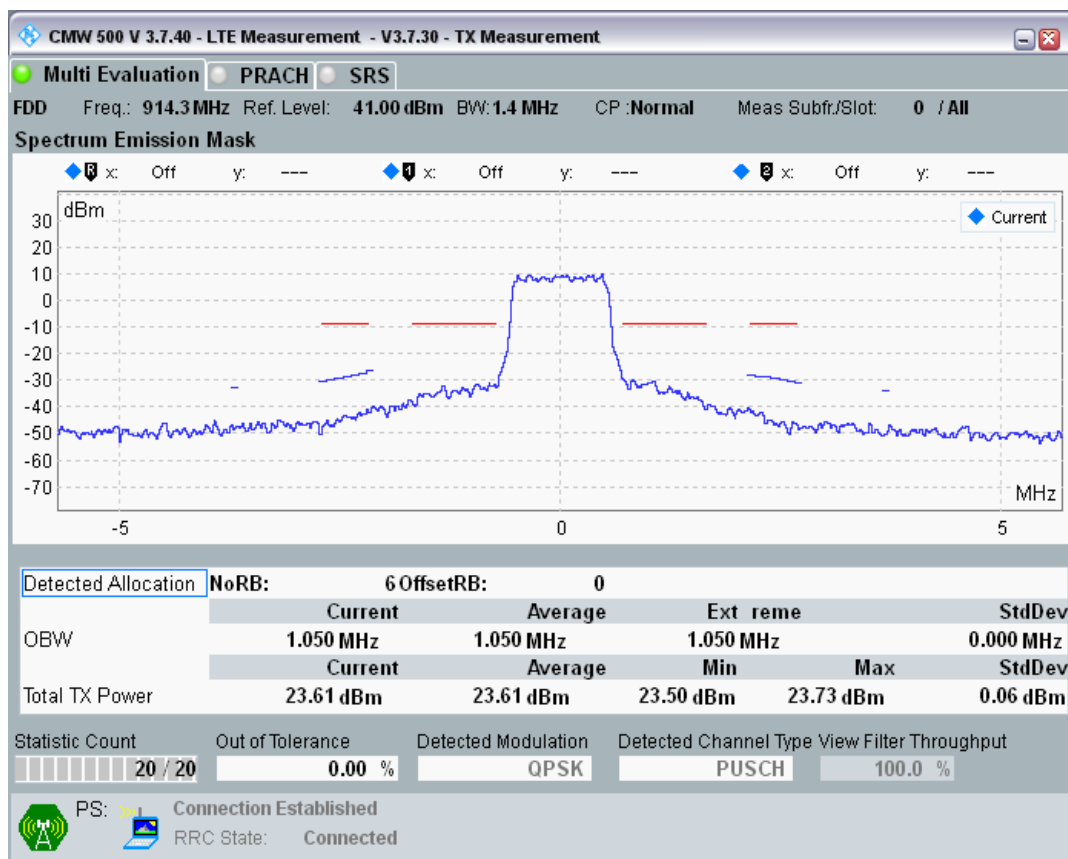 CMW 500 V 3.7.40 - LTE Measurement - V3.7.30 - TX Measurement
Multi Evaluation PRACH SRS
FDD Freq.: 914.3 MHz Ref. Level: 41.00 dBm BW: 1.4 MHz CP :Normal Meas Subfr./Slot: 0 / All
Spectrum Emission Mask
R x: Off y: --- 1 x: Off y: --- 2 x: Off y: ---
dBm
Current
30
20
10
0
-10
-20
-30
-40
-50
-60
-70
MHz
-5 0 5
Detected Allocation NoRB: 6 OffsetRB: 0
Current Average Ext reme StdDev
OBW 1.050 MHz 1.050 MHz 1.050 MHz 0.000 MHz
Current Average Min Max StdDev
Total TX Power 23.61 dBm 23.61 dBm 23.50 dBm 23.73 dBm 0.06 dBm
Statistic Count Out of Tolerance Detected Modulation Detected Channel Type View Filter Throughput
20 / 20 0.00 % QPSK PUSCH 100.0 %
PS: Connection Established
RRC State: Connected